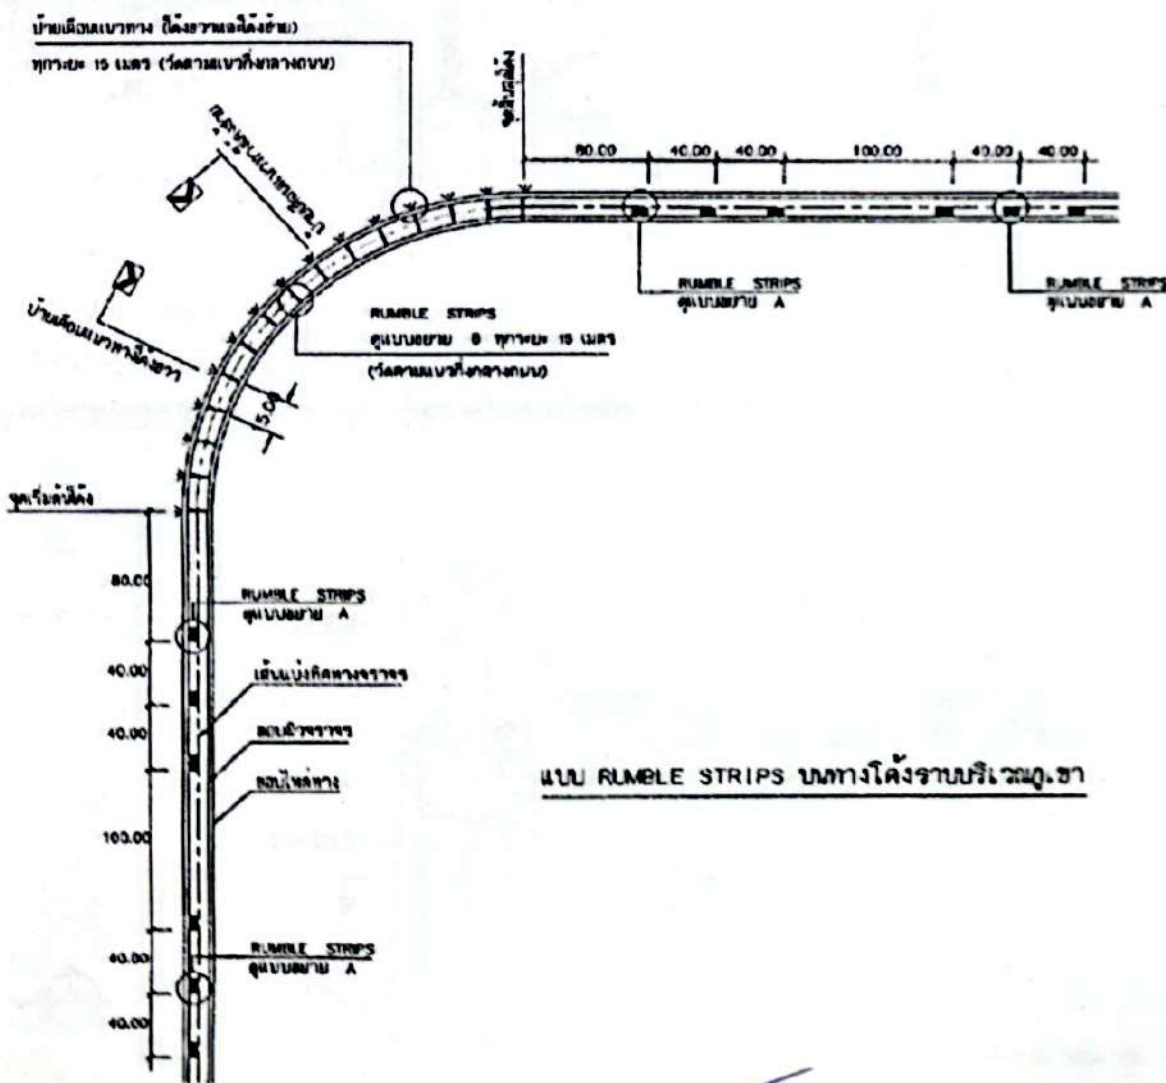 ป้ายเตือนแนวทาง (โค้งขวาและโค้งซ้าย)
ทุกระยะ 15 เมตร (วัดตามแนวกึ่งกลางถนน)
จุดสิ้นสุดโค้ง
80.00 40.00 40.00 100.00 40.00 40.00
RUMBLE STRIPS
ดูแบบขยาย A
RUMBLE STRIPS
ดูแบบขยาย A
ป้ายเตือนแนวทางโค้งขวา
RUMBLE STRIPS
ดูแบบขยาย B ทุกระยะ 15 เมตร
(วัดตามแนวกึ่งกลางถนน)
จุดเริ่มต้นโค้ง
80.00
RUMBLE STRIPS
ดูแบบขยาย A
40.00
เส้นแบ่งทิศทางจราจร
40.00
ขอบผิวจราจร
ขอบไหล่ทาง
แบบ RUMBLE STRIPS บนทางโค้งราบบริเวณภูเขา
100.00
RUMBLE STRIPS
ดูแบบขยาย A
40.00
40.00